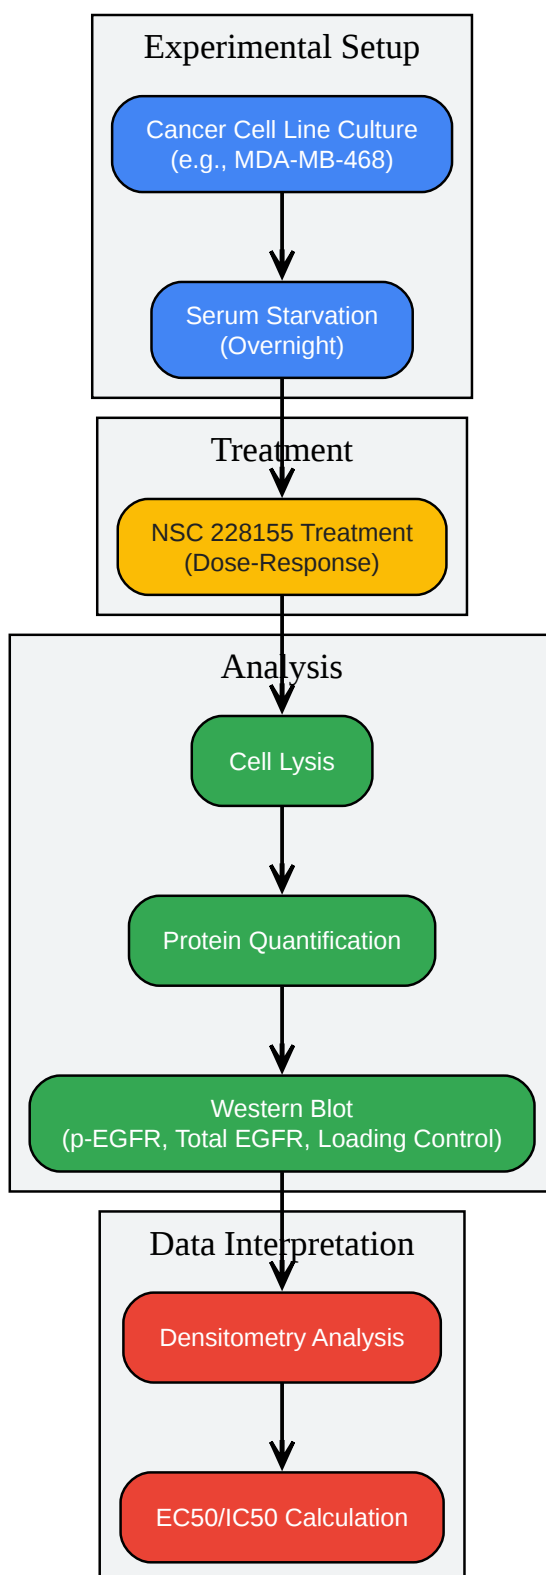 Experimental Setup
Cancer Cell Line Culture
(e.g., MDA-MB-468)
Serum Starvation
(Overnight)
Treatment
NSC 228155 Treatment
(Dose-Response)
Analysis
Cell Lysis
Protein Quantification
Western Blot
(p-EGFR, Total EGFR, Loading Control)
Data Interpretation
Densitometry Analysis
EC50/IC50 Calculation